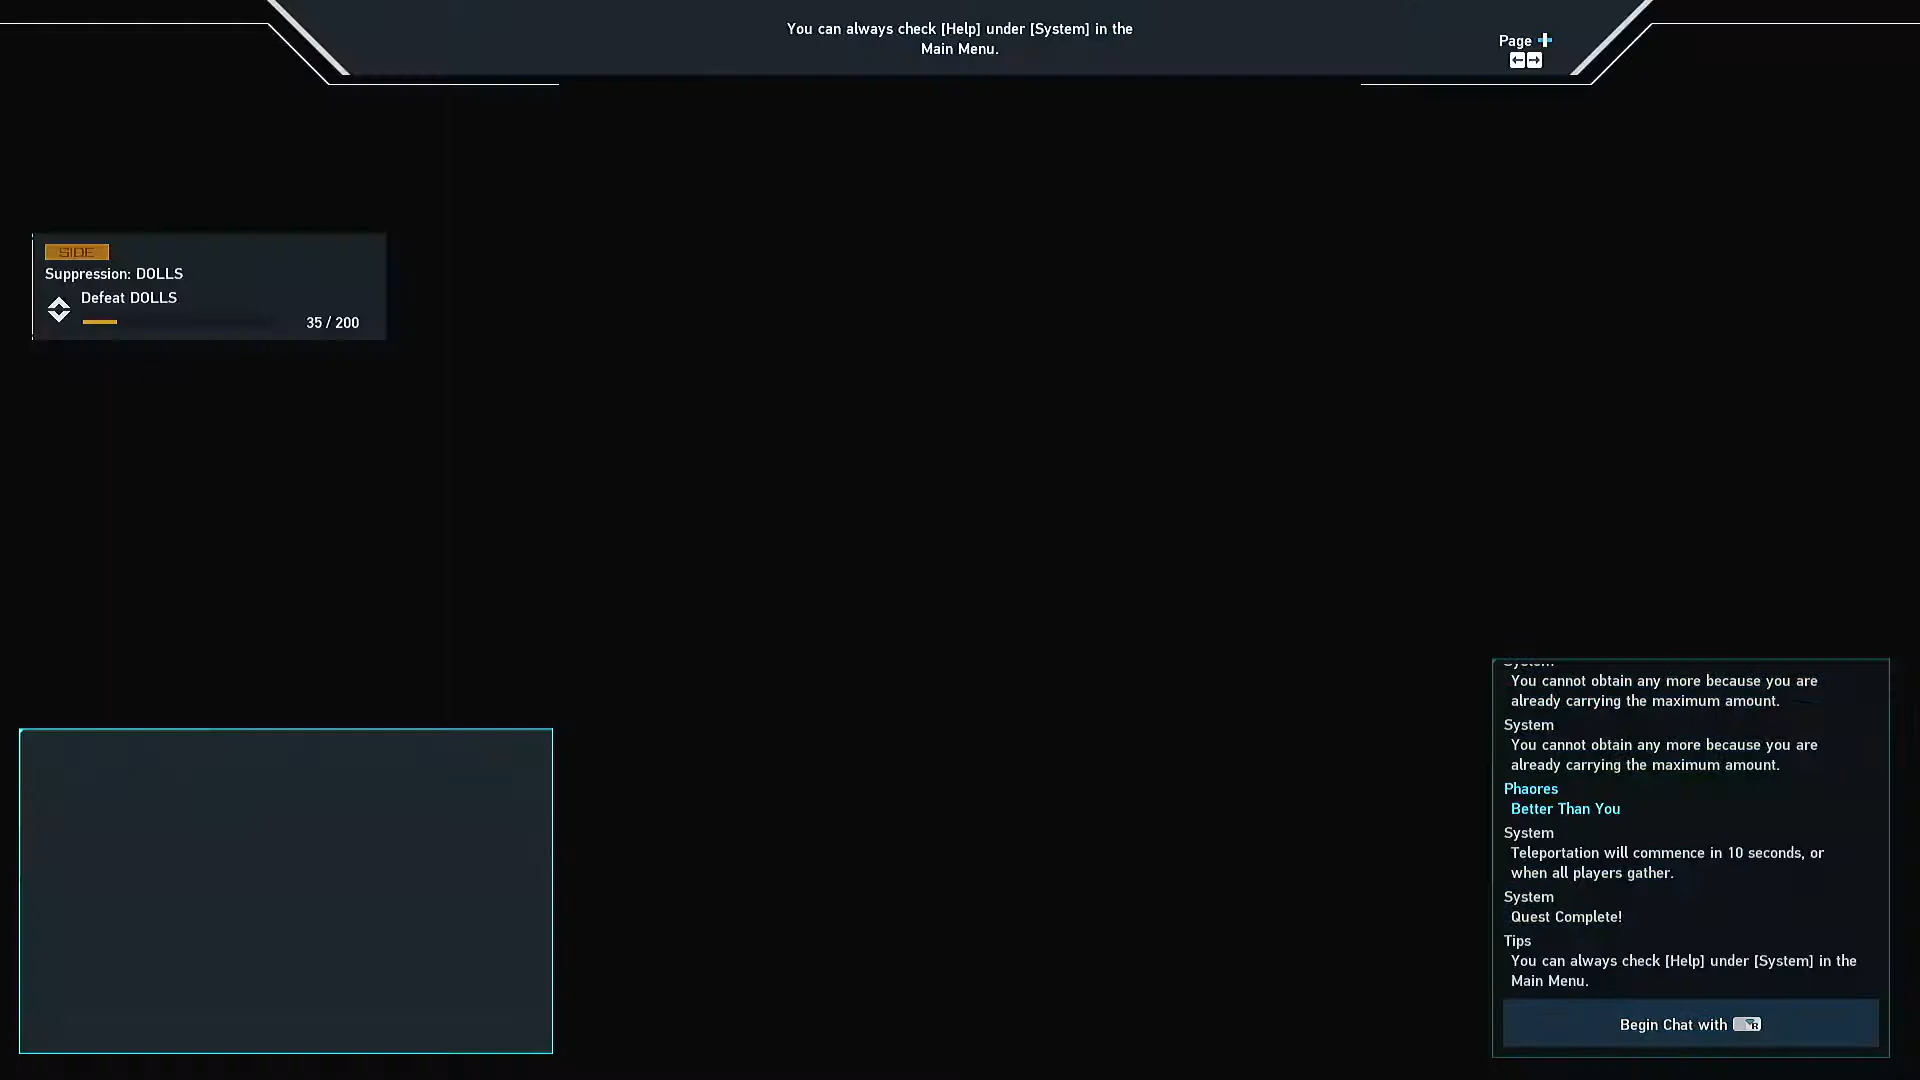 You can always check [Help] under [System] in the
Main Menu.
Page
SIDE
Suppression: DOLLS
Defeat DOLLS
35 / 200
System
You cannot obtain any more because you are
already carrying the maximum amount.
System
You cannot obtain any more because you are
already carrying the maximum amount.
Phaores
Better Than You
System
Teleportation will commence in 10 seconds, or
when all players gather.
System
Quest Complete!
Tips
You can always check [Help] under [System] in the
Main Menu.
Begin Chat with R